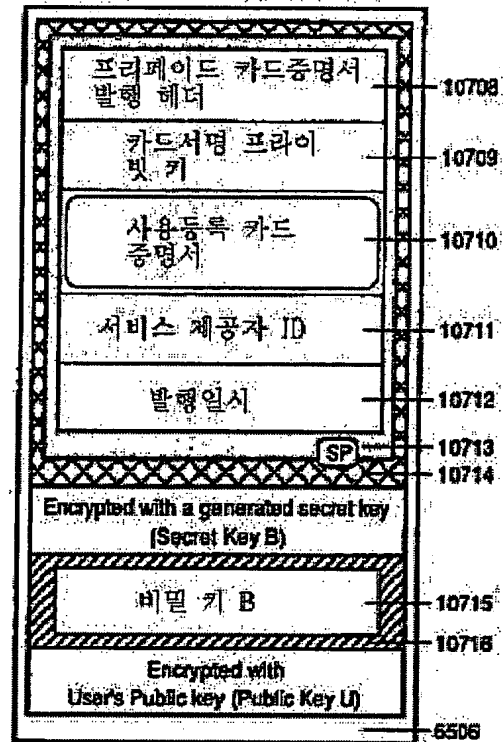 프리페이드 카드증명서
발행 헤더
10708
카드서명 프라이
빗 키
10709
사용등록 카드
증명서
10710
서비스 제공자 ID
10711
발행일시
10712
SP
10713
10714
Encrypted with a generated secret key
(Secret Key B)
비밀 키 B
10715
10716
Encrypted with
User's Public key (Public Key U)
6506